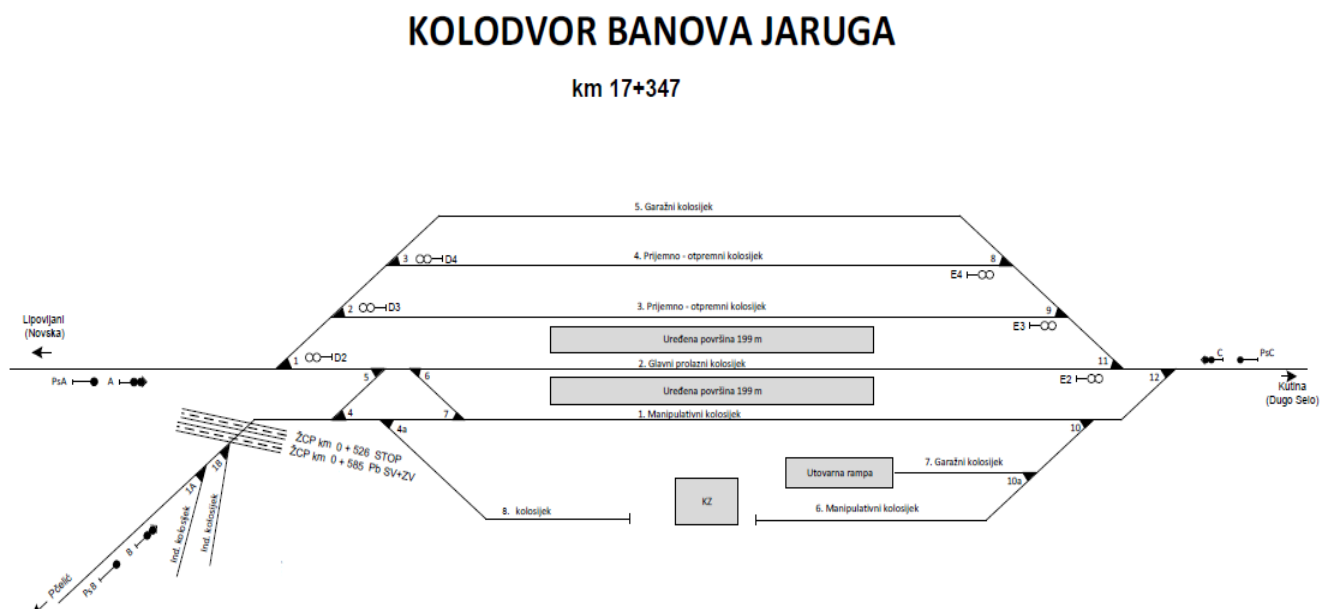 KOLODVOR BANOVA JARUGA
km 17+347
5. Garažni kolosijek
3
D4
4. Prijemno - otpremni kolosijek
8
E4
2
D3
3. Prijemno - otpremni kolosijek
9
E3
Lipovljani
(Novska)
Uređena površina 199 m
1
D2
2. Glavni prolazni kolosijek
11
C
PsC
PsA
A
5
6
E2
12
Kutina
(Dugo Selo)
Uređena površina 199 m
4
4a
7
1. Manipulativni kolosijek
10
ŽCP km 0 + 526 STOP
ŽCP km 0 + 585 Pb SV+ZV
1B
1A
7. Garažni kolosijek
Utovarna rampa
10a
KZ
8. kolosijek
6. Manipulativni kolosijek
Ind. kolosijek
Ind. kolosijek
B
PsB
Pčelić